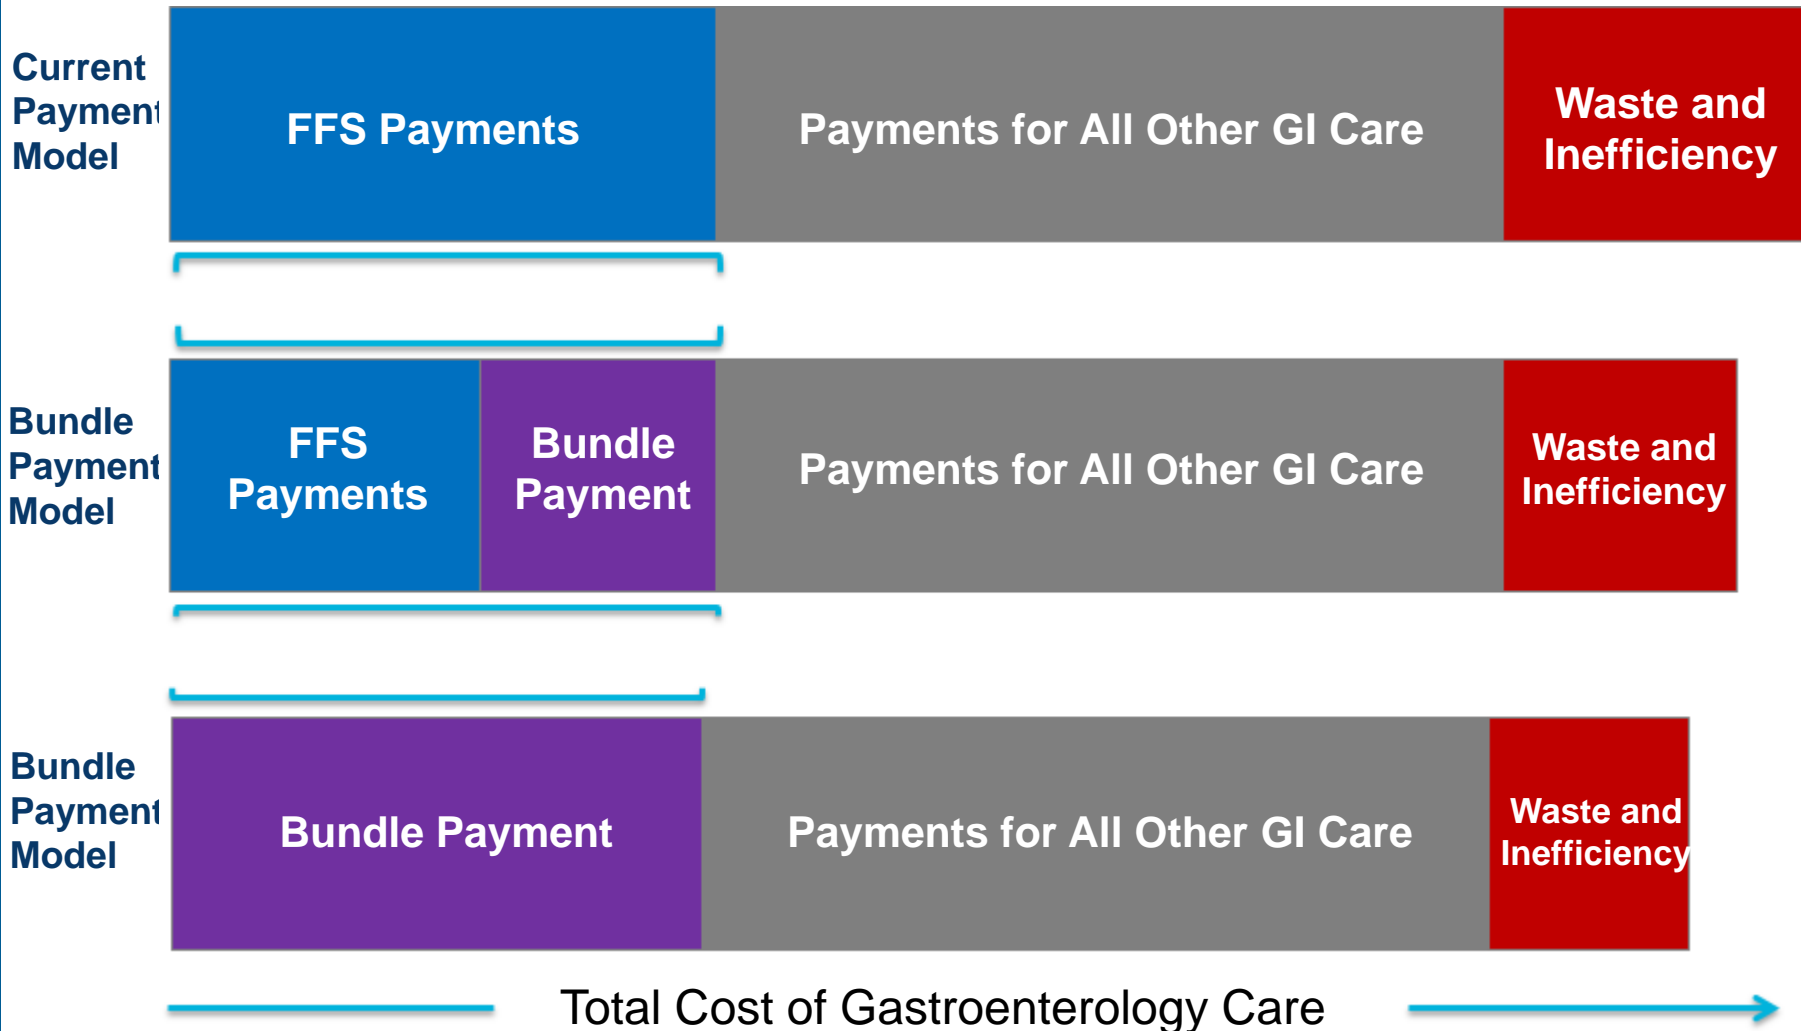 Current
Payment
Model
FFS Payments
Payments for All Other GI Care
Waste and
Inefficiency
Bundle
Payment
Model
FFS
Payments
Bundle
Payment
Payments for All Other GI Care
Waste and
Inefficiency
Bundle
Payment
Model
Bundle Payment
Payments for All Other GI Care
Waste and
Inefficiency
Total Cost of Gastroenterology Care